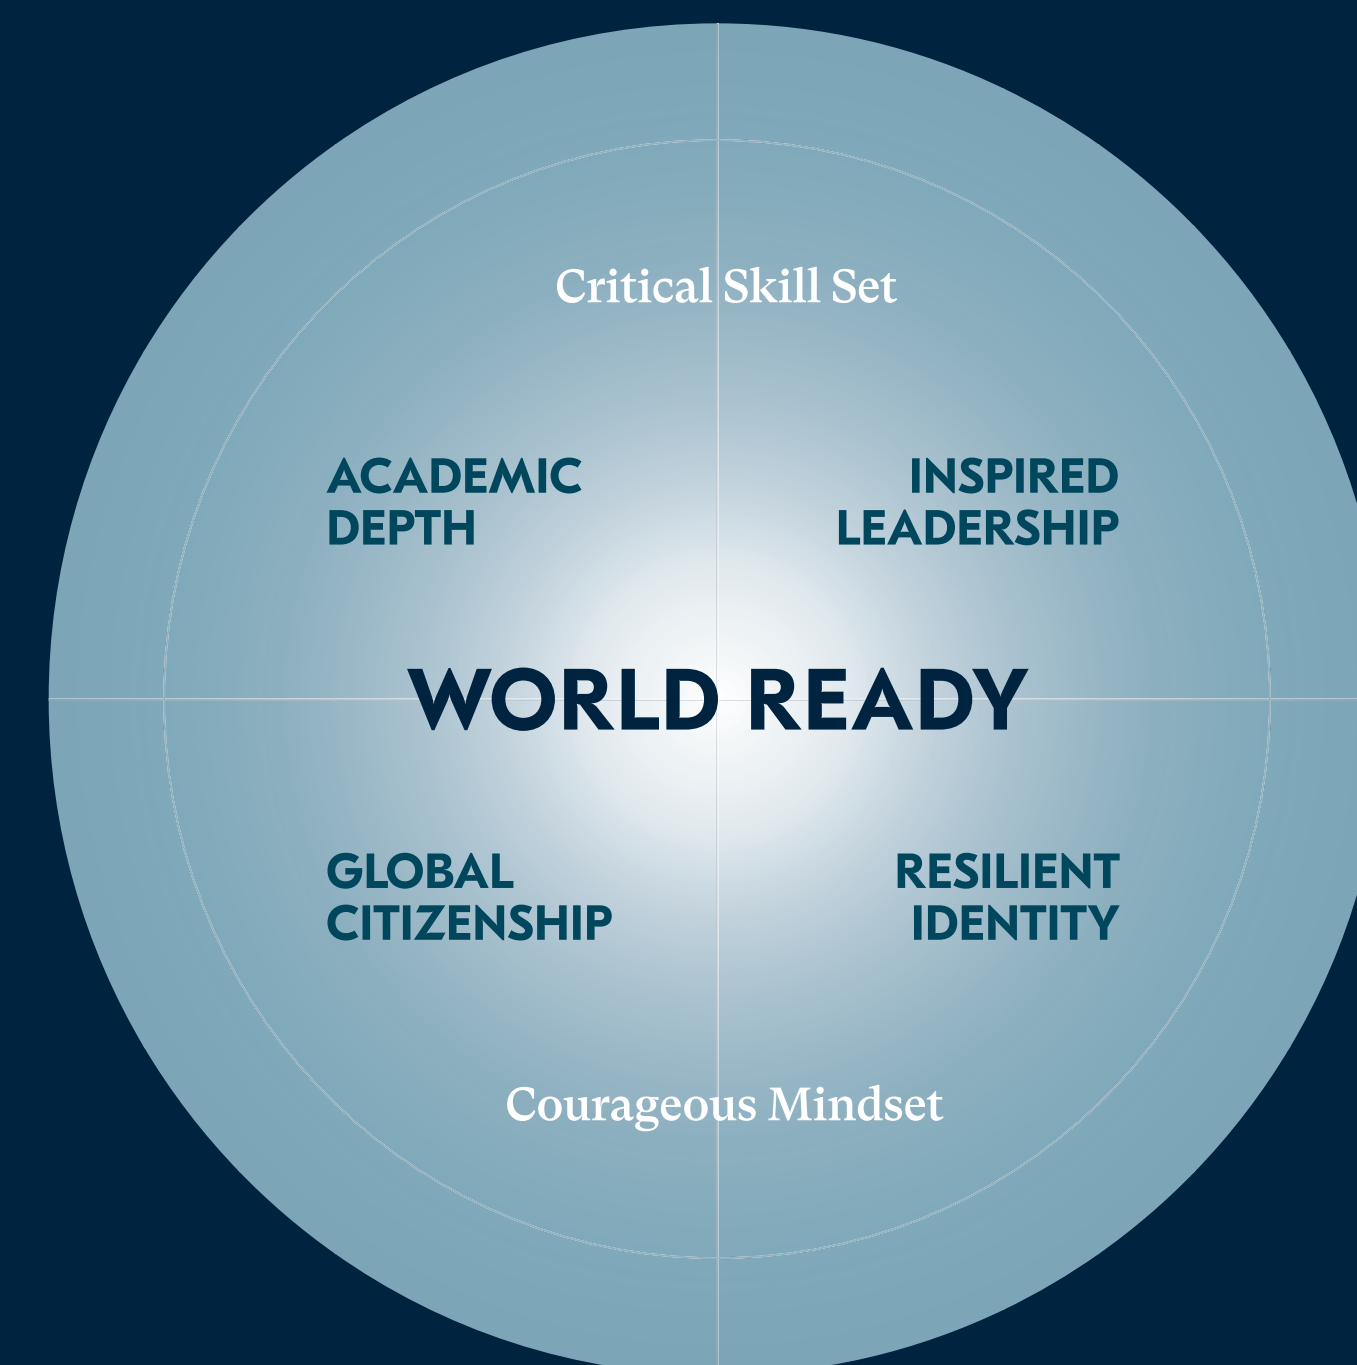 Critical Skill Set
ACADEMIC
DEPTH
INSPIRED
LEADERSHIP
WORLD READY
GLOBAL
CITIZENSHIP
RESILIENT
IDENTITY
Courageous Mindset